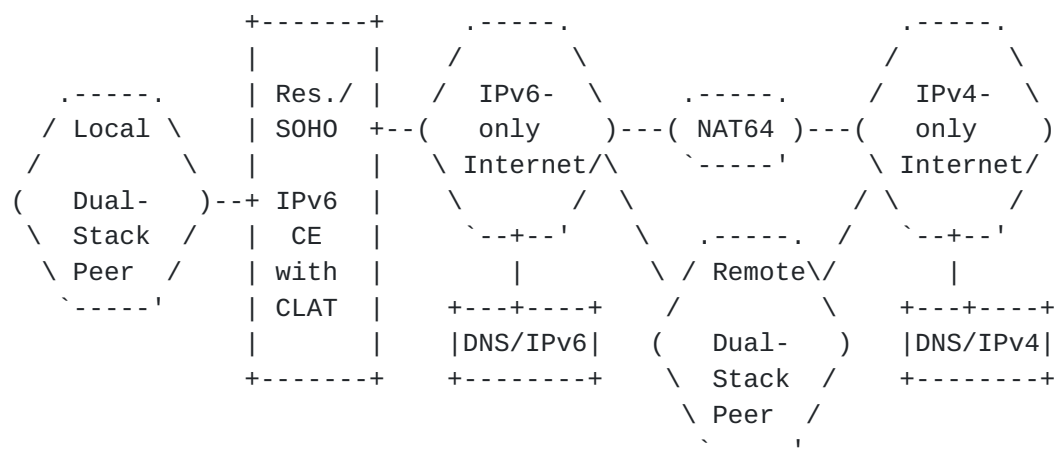 Res./ IPv6- IPv4-
Local SOHO only NAT64 only
Internet Internet
Dual- IPv6
Stack CE
Peer with Remote
CLAT
DNS/IPv6 Dual- DNS/IPv4
Stack
Peer